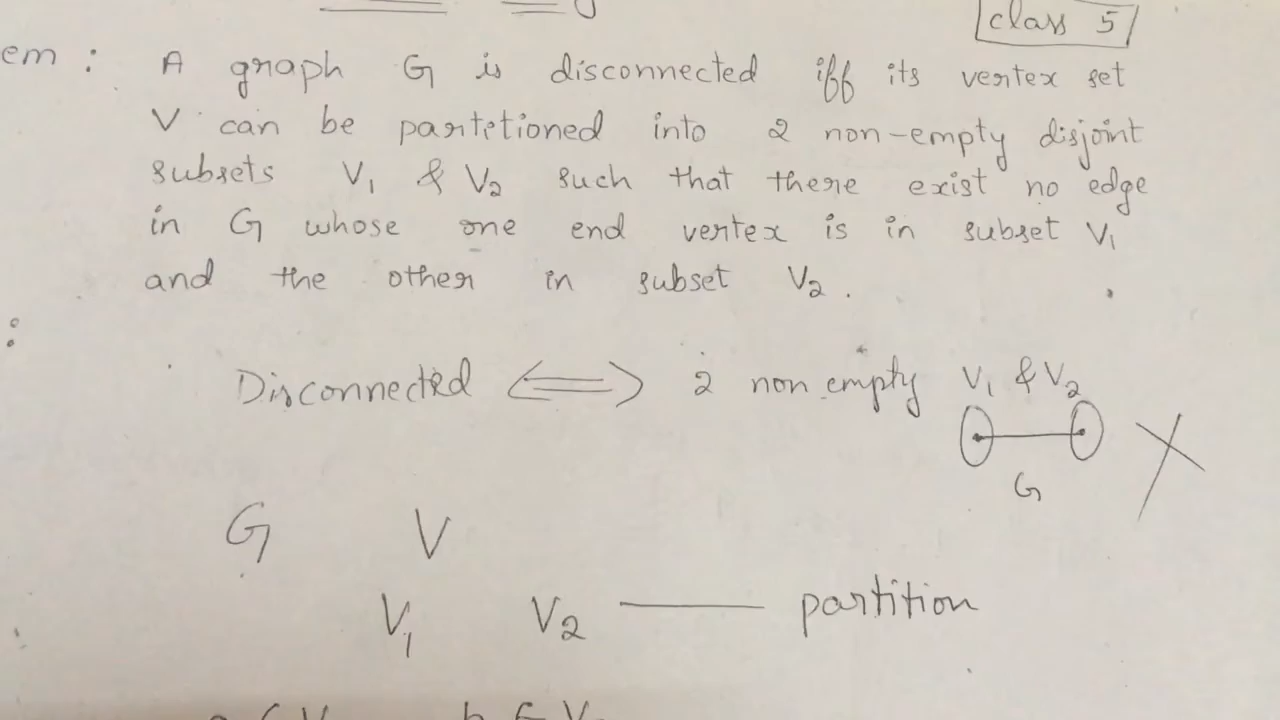 class 5
em : A graph G is disconnected iff its vertex set
V can be partetioned into 2 non-empty disjoint
subsets V₁ & V₂ such that there exist no edge
in G whose one end vertex is in subset V₁
and the other in subset V₂.
:
Disconnected ⟺ 2 non empty V₁ & V₂
G
G V
V₁ V₂ — partition